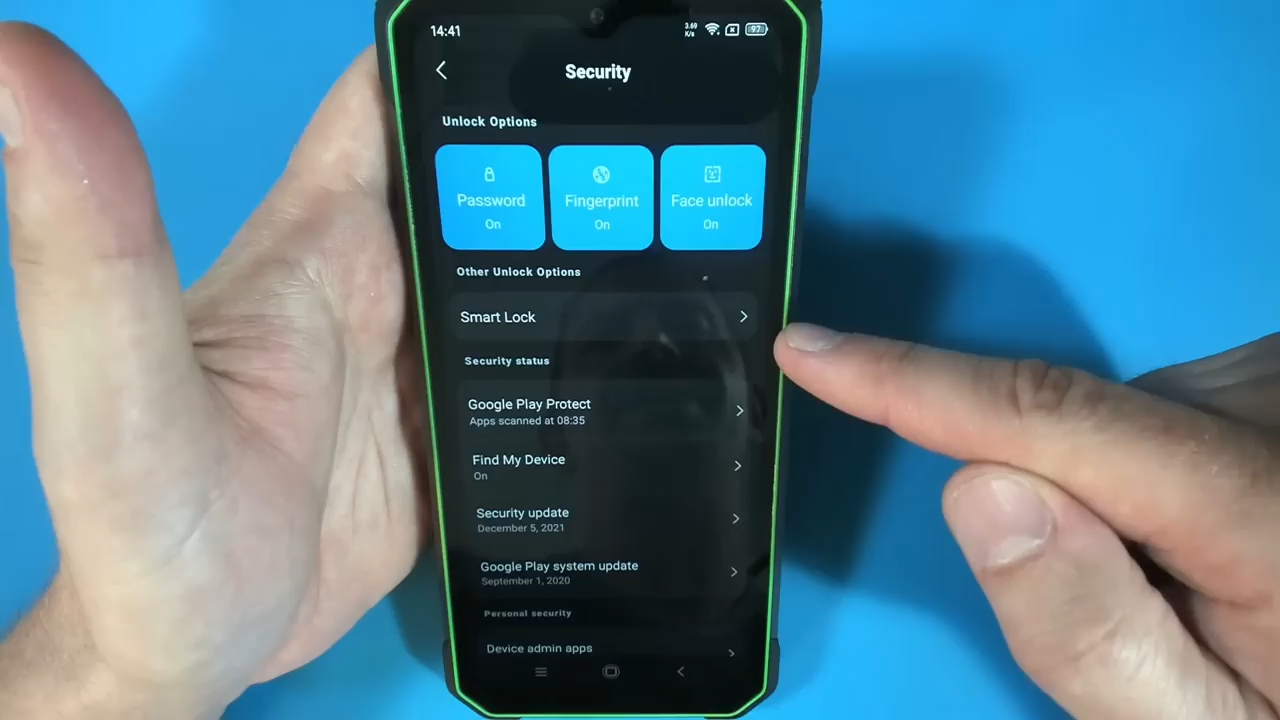 14:41
3.69
K/s
97
Security
Unlock Options
Password
On
Fingerprint
On
Face unlock
On
Other Unlock Options
Smart Lock
Security status
Google Play Protect
Apps scanned at 08:35
Find My Device
On
Security update
December 5, 2021
Google Play system update
September 1, 2020
Personal security
Device admin apps